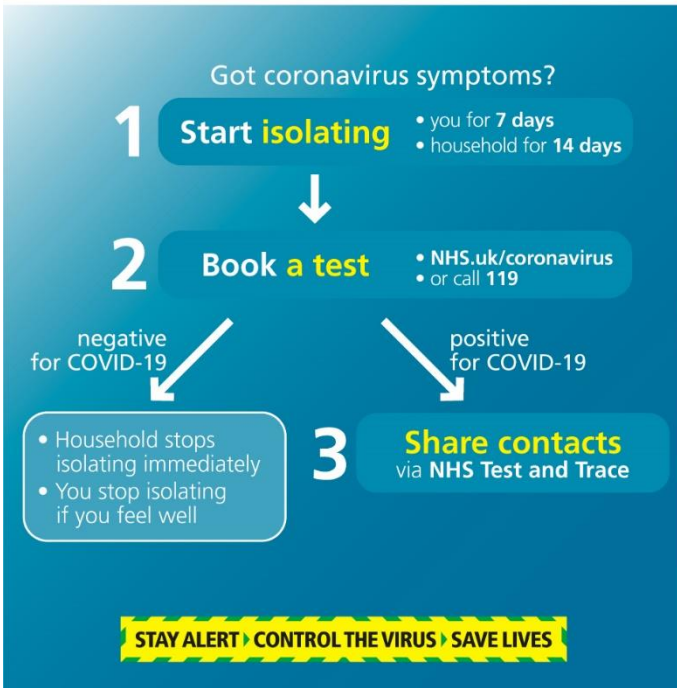 Got coronavirus symptoms?
1
Start isolating
• you for 7 days
• household for 14 days
2
Book a test
• NHS.uk/coronavirus
• or call 119
negative
for COVID-19
positive
for COVID-19
• Household stops
isolating immediately
• You stop isolating
if you feel well
3
Share contacts
via NHS Test and Trace
STAY ALERT CONTROL THE VIRUS SAVE LIVES